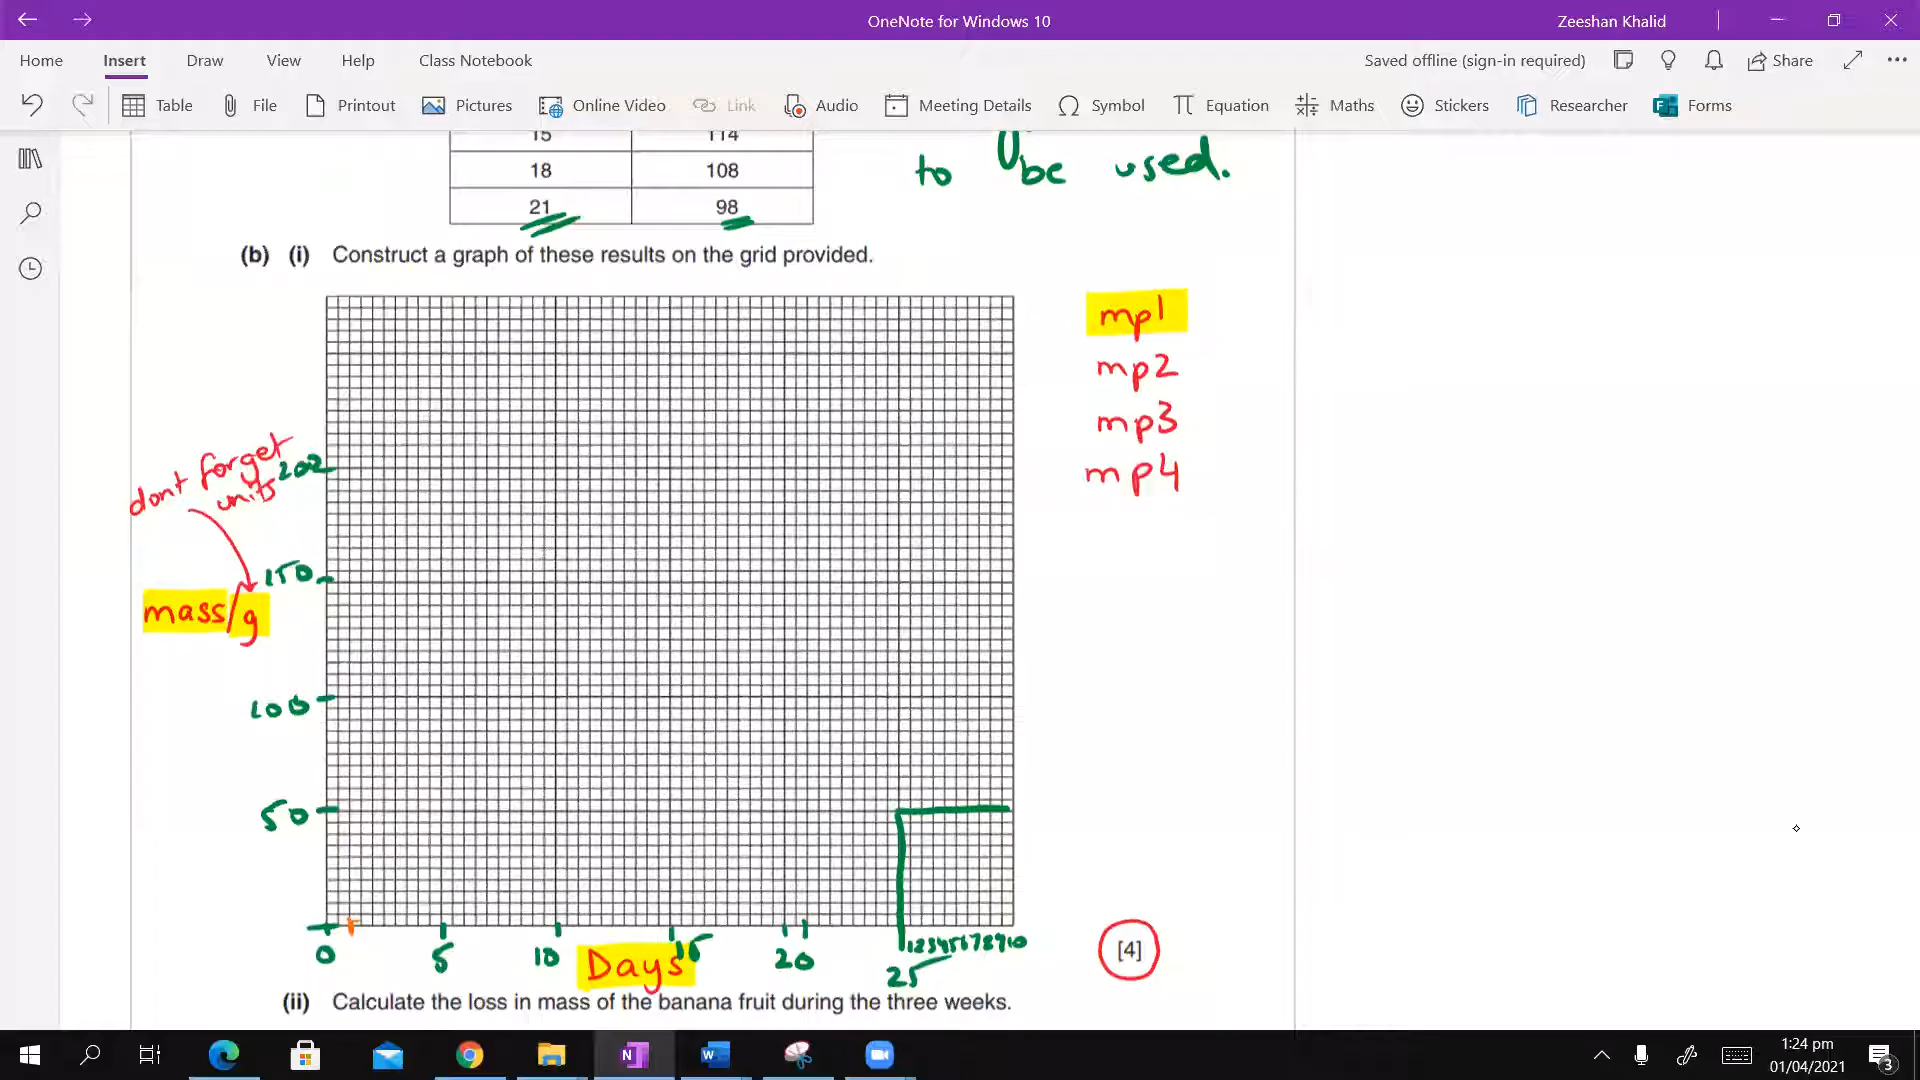 OneNote for Windows 10
Zeeshan Khalid
Home Insert Draw View Help Class Notebook
Saved offline (sign-in required) Share
Table File Printout Pictures Online Video Link Audio Meeting Details Symbol Equation Maths Stickers Researcher Forms
15 114
18 108
21 98
to be used.
(b) (i) Construct a graph of these results on the grid provided.
mp1
mp2
mp3
mp4
dont forget
units
200
150
mass/g
100
50
0 5 10 15 20 25
12345678910
Days
[4]
(ii) Calculate the loss in mass of the banana fruit during the three weeks.
1:24 pm
01/04/2021
3